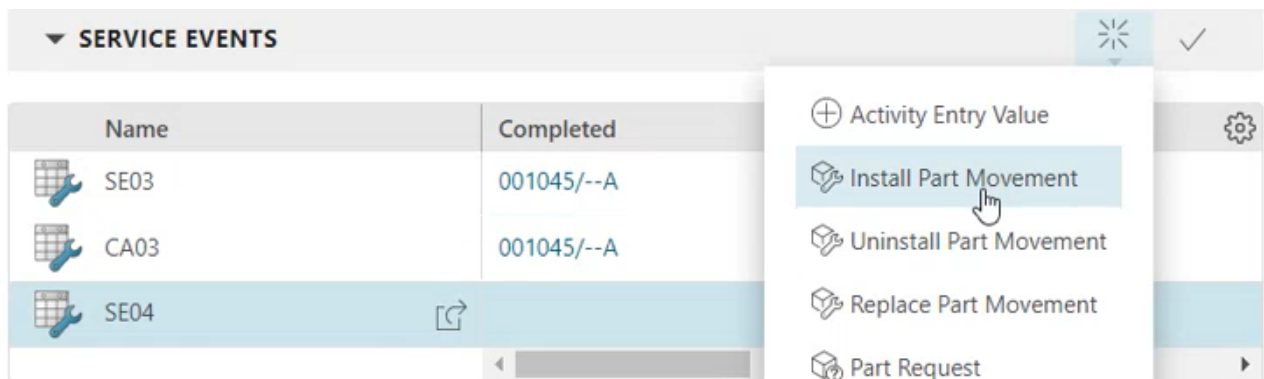 SERVICE EVENTS
Name Completed
SE03 001045/--A
CA03 001045/--A
SE04
Activity Entry Value
Install Part Movement
Uninstall Part Movement
Replace Part Movement
Part Request